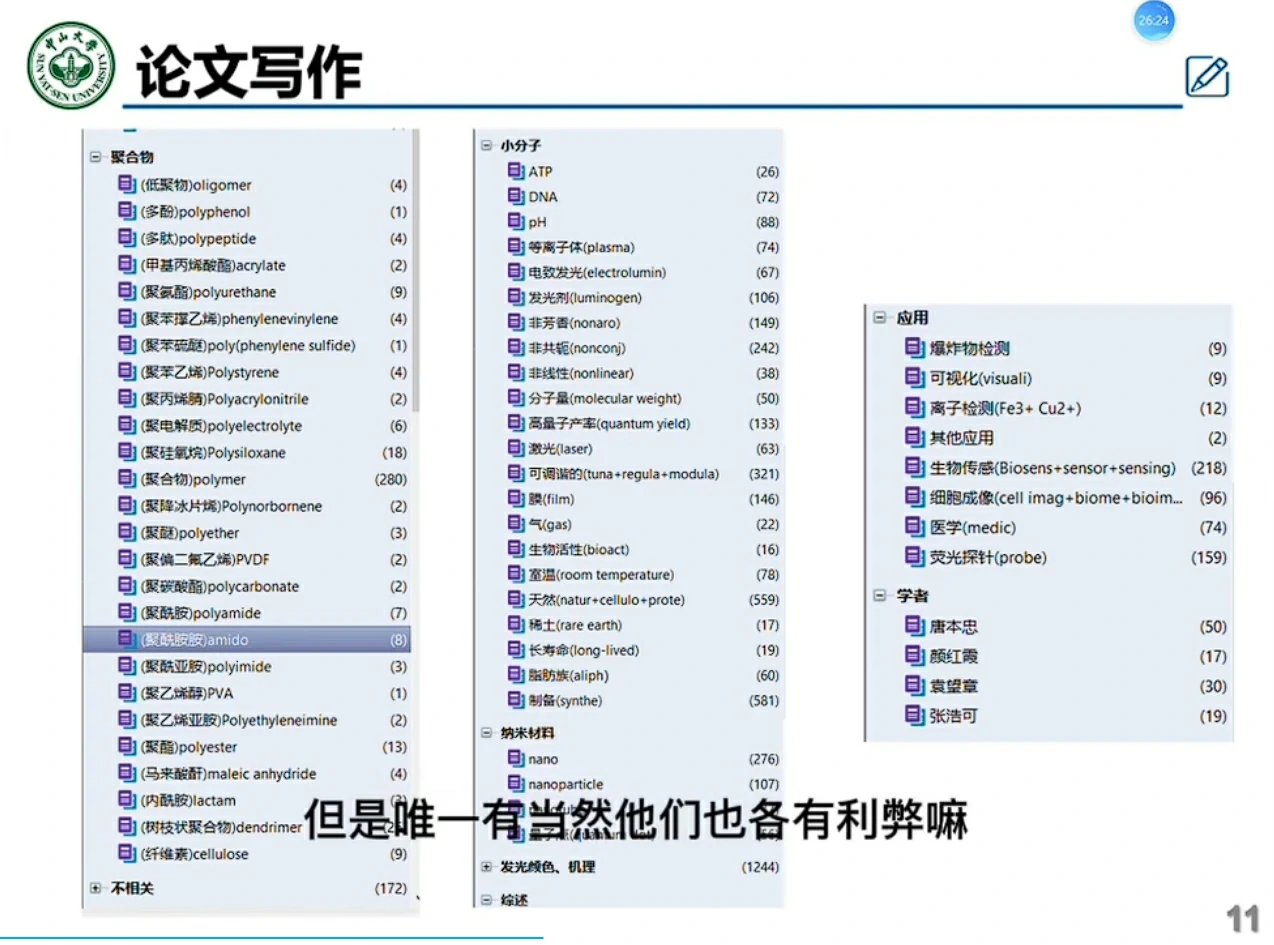 26:24
中山大学
SUN YAT-SEN UNIVERSITY
论文写作
聚合物
(低聚物)oligomer (4)
(多酚)polyphenol (1)
(多肽)polypeptide (4)
(甲基丙烯酸酯)acrylate (2)
(聚氨酯)polyurethane (9)
(聚苯撑乙烯)phenylenevinylene (4)
(聚苯硫醚)poly(phenylene sulfide) (1)
(聚苯乙烯)Polystyrene (4)
(聚丙烯腈)Polyacrylonitrile (2)
(聚电解质)polyelectrolyte (6)
(聚硅氧烷)Polysiloxane (18)
(聚合物)polymer (280)
(聚降冰片烯)Polynorbornene (2)
(聚醚)polyether (3)
(聚偏二氟乙烯)PVDF (2)
(聚碳酸酯)polycarbonate (2)
(聚酰胺)polyamide (7)
(聚酰胺胺)amido (8)
(聚酰亚胺)polyimide (3)
(聚乙烯醇)PVA (1)
(聚乙烯亚胺)Polyethyleneimine (2)
(聚酯)polyester (13)
(马来酸酐)maleic anhydride (4)
(内酰胺)lactam
(树枝状聚合物)dendrimer
(纤维素)cellulose (9)
不相关 (172)
小分子
ATP (26)
DNA (72)
pH (88)
等离子体(plasma) (74)
电致发光(electrolumin) (67)
发光剂(luminogen) (106)
非芳香(nonaro) (149)
非共轭(nonconj) (242)
非线性(nonlinear) (38)
分子量(molecular weight) (50)
高量子产率(quantum yield) (133)
激光(laser) (63)
可调谐的(tuna+regula+modula) (321)
膜(film) (146)
气(gas) (22)
生物活性(bioact) (16)
室温(room temperature) (78)
天然(natur+cellulo+prote) (559)
稀土(rare earth) (17)
长寿命(long-lived) (19)
脂肪族(aliph) (60)
制备(synthe) (581)
纳米材料
nano (276)
nanoparticle (107)
发光颜色、机理 (1244)
综述
应用
爆炸物检测 (9)
可视化(visuali) (9)
离子检测(Fe3+ Cu2+) (12)
其他应用 (2)
生物传感(Biosens+sensor+sensing) (218)
细胞成像(cell imag+biome+bioim... (96)
医学(medic) (74)
荧光探针(probe) (159)
学者
唐本忠 (50)
颜红霞 (17)
袁望章 (30)
张浩可 (19)
但是唯一有当然他们也各有利弊嘛
11